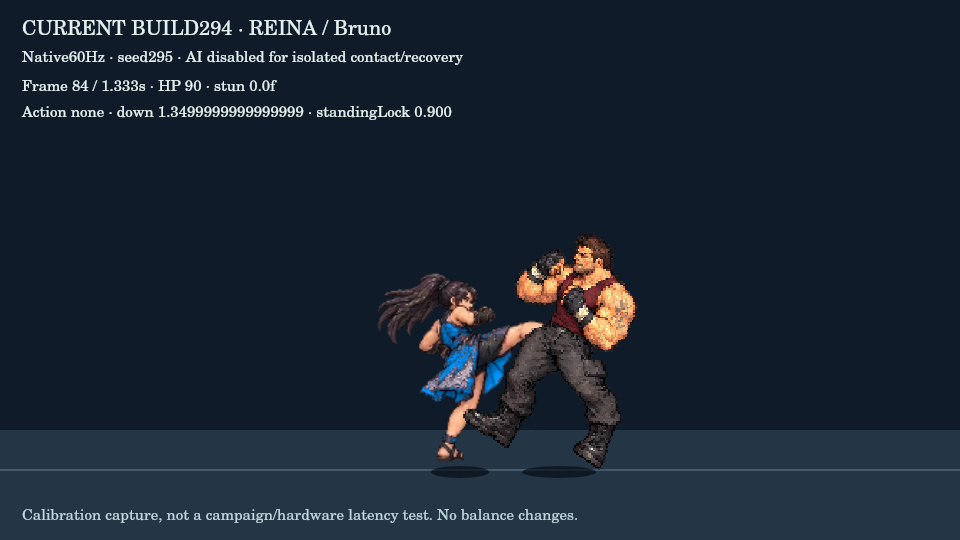 CURRENT BUILD294 · REINA / Bruno
Native60Hz · seed295 · AI disabled for isolated contact/recovery
Frame 84 / 1.333s · HP 90 · stun 0.0f
Action none · down 1.3499999999999999 · standingLock 0.900
Calibration capture, not a campaign/hardware latency test. No balance changes.